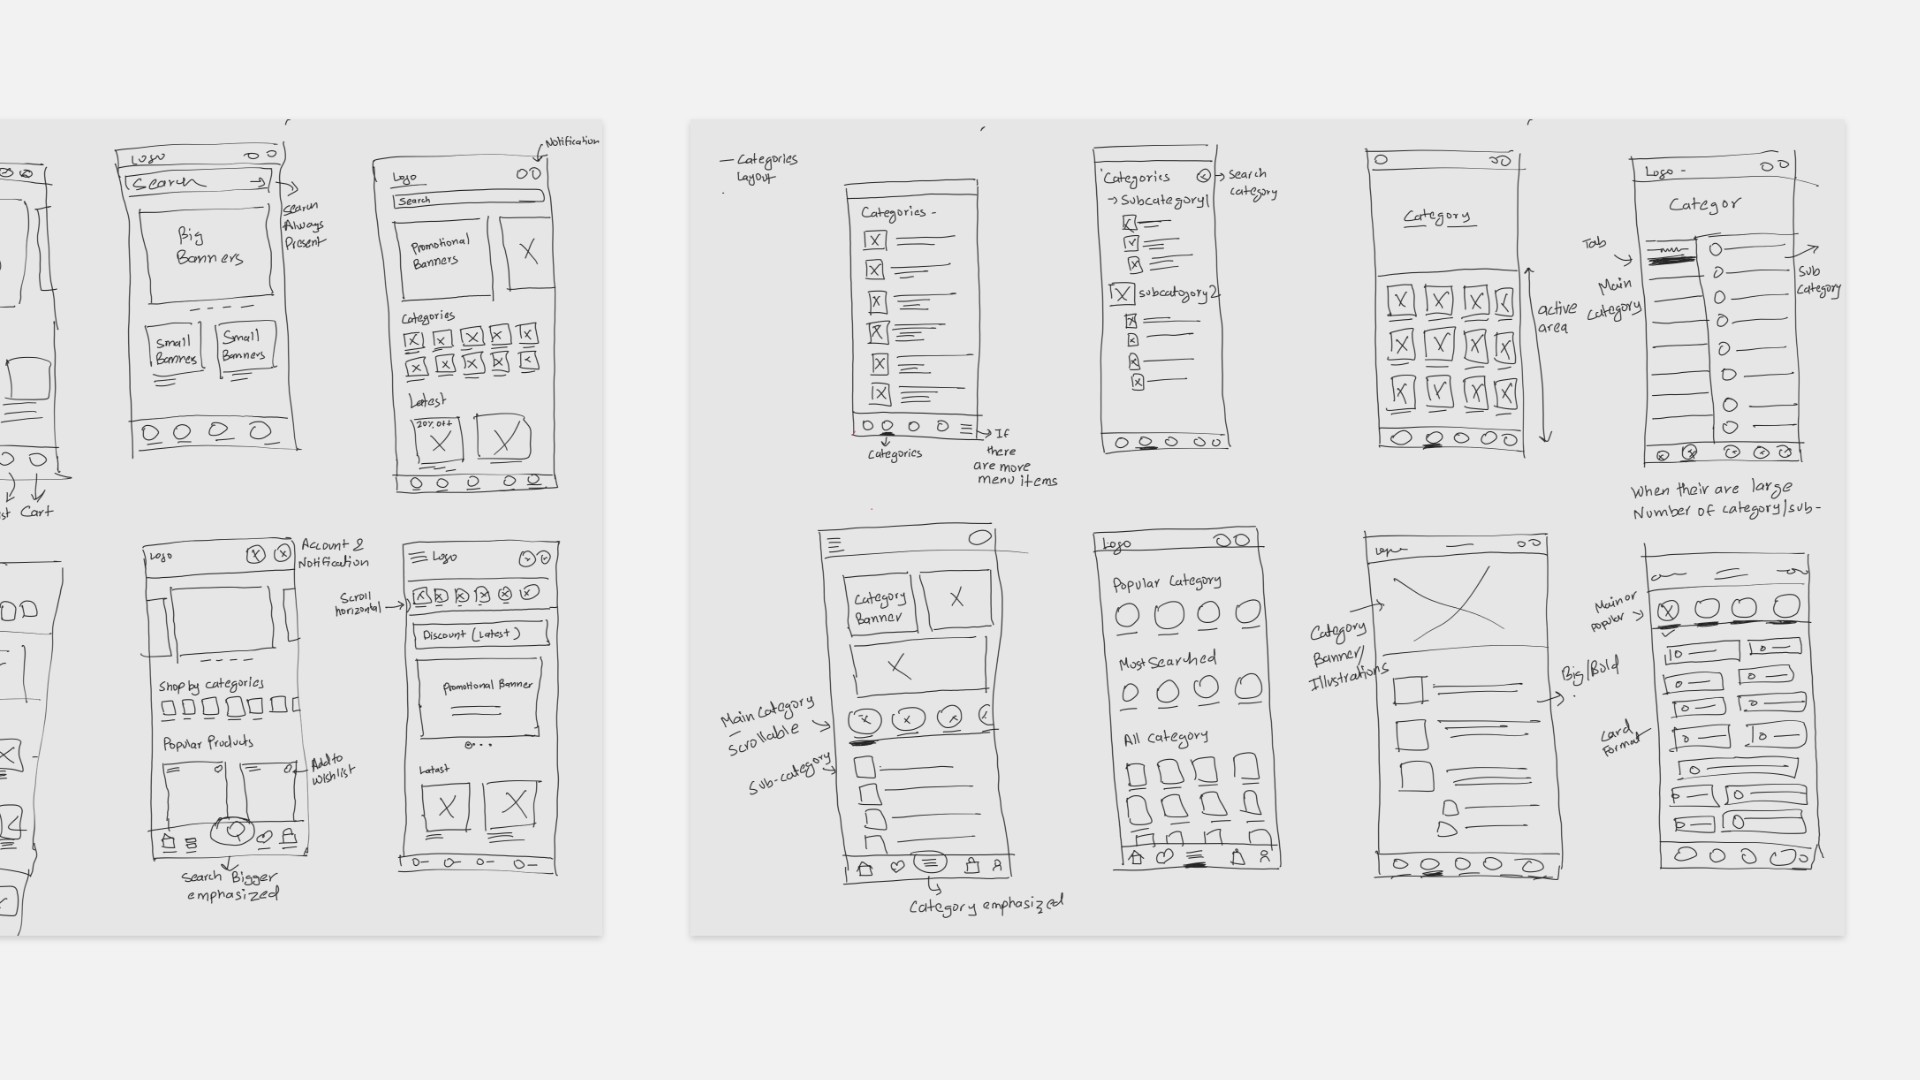 Logo
Search
Big
Banners
Small
Bannes
Small
Banners
Search
Always
Present
Notification
Logo
Search
Promotional
Banners
Categories
Latest
20% Off
Cart
Logo
Account &
Notification
Shop by Categories
Popular Products
Add to
Wishlist
Search Bigger
emphasized
Logo
Scroll
horizontal
Discount (Latest)
Promotional Banner
Latest
— Categories
Layout
Categories -
Categories
If
there
are more
menu items
Categories
Search
category
→ Subcategory1
subcategory2
Category
active
area
Logo -
Categor
Tab
Main
category
Sub
Category
When their are large
Number of category/sub-
Category
Banner
Main Category
Scrollable
Sub-category
Category emphasized
Logo
Popular Category
Most Searched
All Category
Category
Banner/
Illustrations
Big/Bold
Main or
Popular
Card
Format